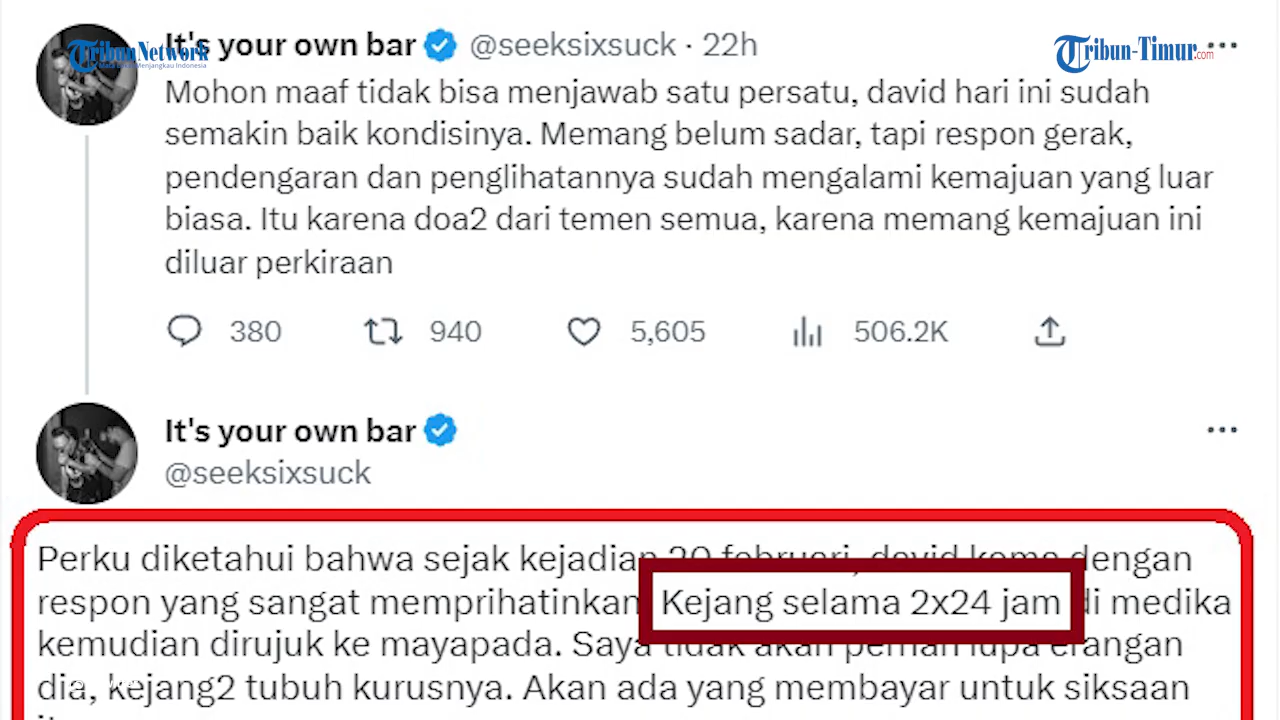 It's your own bar @seeksixsuck · 22h
Tribun Network
Tribun-Timur.com
Mohon maaf tidak bisa menjawab satu persatu, david hari ini sudah
semakin baik kondisinya. Memang belum sadar, tapi respon gerak,
pendengaran dan penglihatannya sudah mengalami kemajuan yang luar
biasa. Itu karena doa2 dari temen semua, karena memang kemajuan ini
diluar perkiraan
380 940 5,605 506.2K
It's your own bar
@seeksixsuck
Perku diketahui bahwa sejak kejadian 20 februari, david koma dengan
respon yang sangat memprihatinkan Kejang selama 2x24 jam di medika
kemudian dirujuk ke mayapada. Saya tidak akan pernah lupa erangan
dia, kejang2 tubuh kurusnya. Akan ada yang membayar untuk siksaan